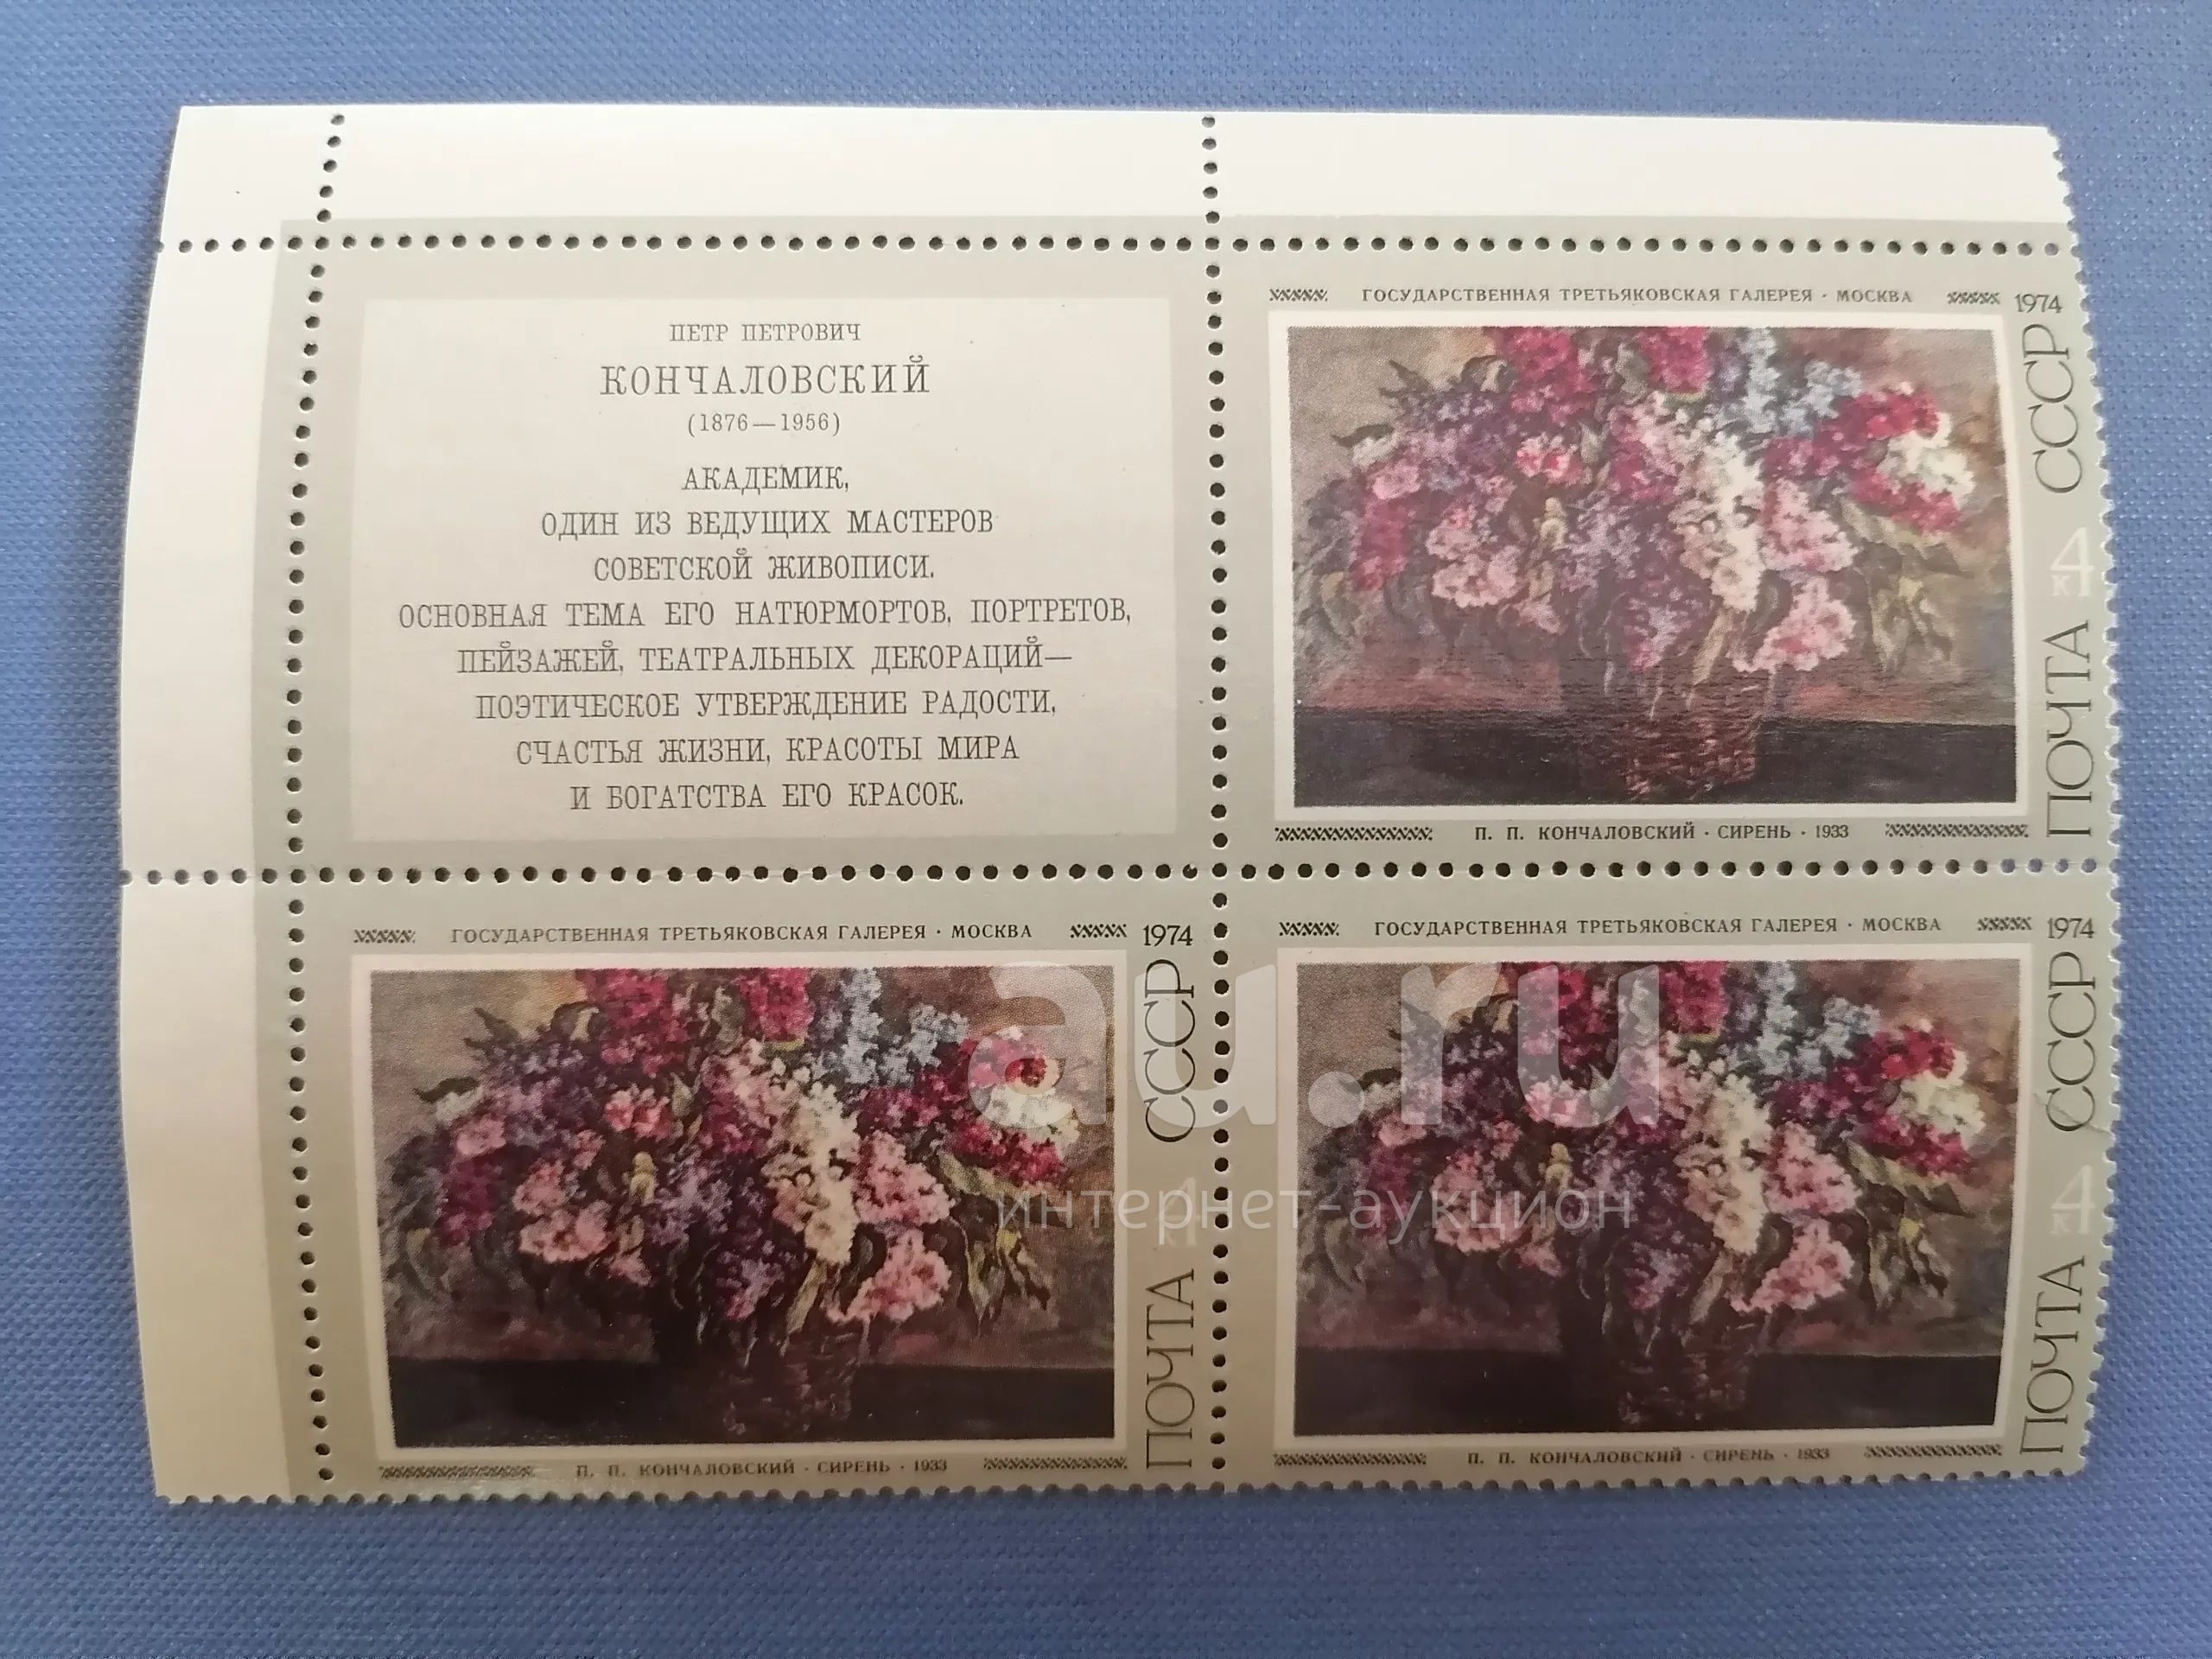 ПЕТР ПЕТРОВИЧ
КОНЧАЛОВСКИЙ
(1876—1956)
АКАДЕМИК,
ОДИН ИЗ ВЕДУЩИХ МАСТЕРОВ
СОВЕТСКОЙ ЖИВОПИСИ.
ОСНОВНАЯ ТЕМА ЕГО НАТЮРМОРТОВ, ПОРТРЕТОВ,
ПЕЙЗАЖЕЙ, ТЕАТРАЛЬНЫХ ДЕКОРАЦИЙ—
ПОЭТИЧЕСКОЕ УТВЕРЖДЕНИЕ РАДОСТИ,
СЧАСТЬЯ ЖИЗНИ, КРАСОТЫ МИРА
И БОГАТСТВА ЕГО КРАСОК.
ГОСУДАРСТВЕННАЯ ТРЕТЬЯКОВСКАЯ ГАЛЕРЕЯ · МОСКВА
1974
ПОЧТА 4К СССР
П. П. КОНЧАЛОВСКИЙ · СИРЕНЬ · 1933
ГОСУДАРСТВЕННАЯ ТРЕТЬЯКОВСКАЯ ГАЛЕРЕЯ · МОСКВА
1974
ПОЧТА 4К СССР
П. П. КОНЧАЛОВСКИЙ · СИРЕНЬ · 1933
ГОСУДАРСТВЕННАЯ ТРЕТЬЯКОВСКАЯ ГАЛЕРЕЯ · МОСКВА
1974
ПОЧТА 4К СССР
П. П. КОНЧАЛОВСКИЙ · СИРЕНЬ · 1933
au.ru
интернет-аукцион